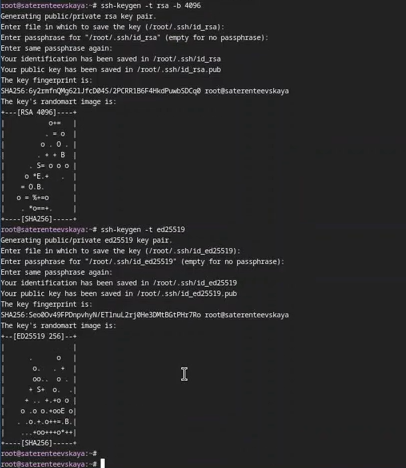 root@saterenteevskaya:~# ssh-keygen -t rsa -b 4096
Generating public/private rsa key pair.
Enter file in which to save the key (/root/.ssh/id_rsa):
Enter passphrase for "/root/.ssh/id_rsa" (empty for no passphrase):
Enter same passphrase again:
Your identification has been saved in /root/.ssh/id_rsa
Your public key has been saved in /root/.ssh/id_rsa.pub
The key fingerprint is:
SHA256:6y2rmfnQMg621JfcD04S/2PCRR1B6F4HkdPuwbSDCq0 root@saterenteevskaya
The key's randomart image is:
+---[RSA 4096]----+
|           o+=   |
|          . = o  |
|         o . O . |
|        . + + B  |
|       . S= o o o|
|     o *E.+   .  |
|    = O.B.       |
|   o = %+=o      |
|    . *o==+.     |
+----[SHA256]-----+
root@saterenteevskaya:~# ssh-keygen -t ed25519
Generating public/private ed25519 key pair.
Enter file in which to save the key (/root/.ssh/id_ed25519):
Enter passphrase for "/root/.ssh/id_ed25519" (empty for no passphrase):
Enter same passphrase again:
Your identification has been saved in /root/.ssh/id_ed25519
Your public key has been saved in /root/.ssh/id_ed25519.pub
The key fingerprint is:
SHA256:Seo0Ov49FPDnpvhyN/ET1nuL2rj0He3DMtBGtPHr7Ro root@saterenteevskaya
The key's randomart image is:
+--[ED25519 256]--+
|                 |
|      .      o   |
|       o.   . +  |
|       oo..  o . |
|      + S+  o.  .|
|     + .. +.+o o |
|    o .o o.+ooE o|
|   . .o.+.o++=.B.|
|    ...+oo+++o*++|
+----[SHA256]-----+
root@saterenteevskaya:~#
root@saterenteevskaya:~#